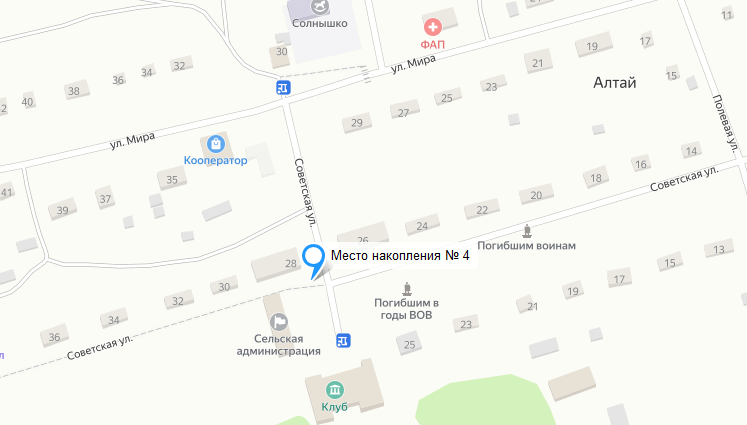 Солнышко
11
ФАП
30
19
17
32
ул. Мира
21
34
36
Алтай
15
38
23
40
25
42
27
29
Полевая ул.
ул. Мира
14
Кооператор
16
35
Советская ул.
18
41
37
20
Советская ул.
39
22
24
26
Погибшим воинам
13
28
Место накопления № 4
15
30
17
32
19
Погибшим в
годы ВОВ
21
34
23
Сельская
администрация
36
25
Советская ул.
л
Клуб